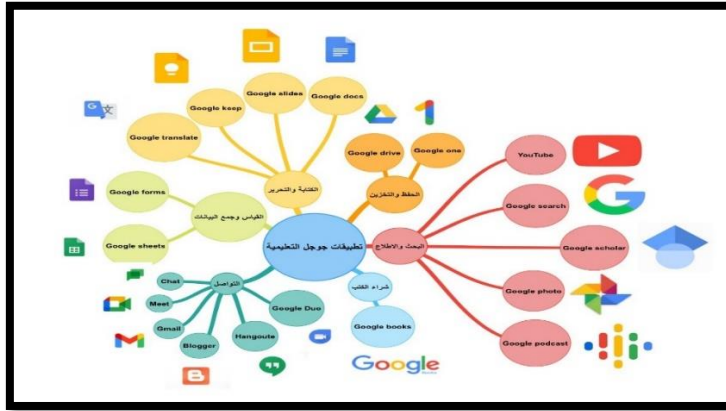 تطبيقات جوجل التعليمية
الكتابة والتحرير
Google translate
Google keep
Google slides
Google docs
الحفظ والتخزين
Google drive
Google one
البحث والاطلاع
YouTube
Google search
Google scholar
Google photo
Google podcast
شراء الكتب
Google books
Google
التواصل
Google Duo
Hangoute
Blogger
Gmail
Meet
Chat
القياس وجمع البيانات
Google forms
Google sheets